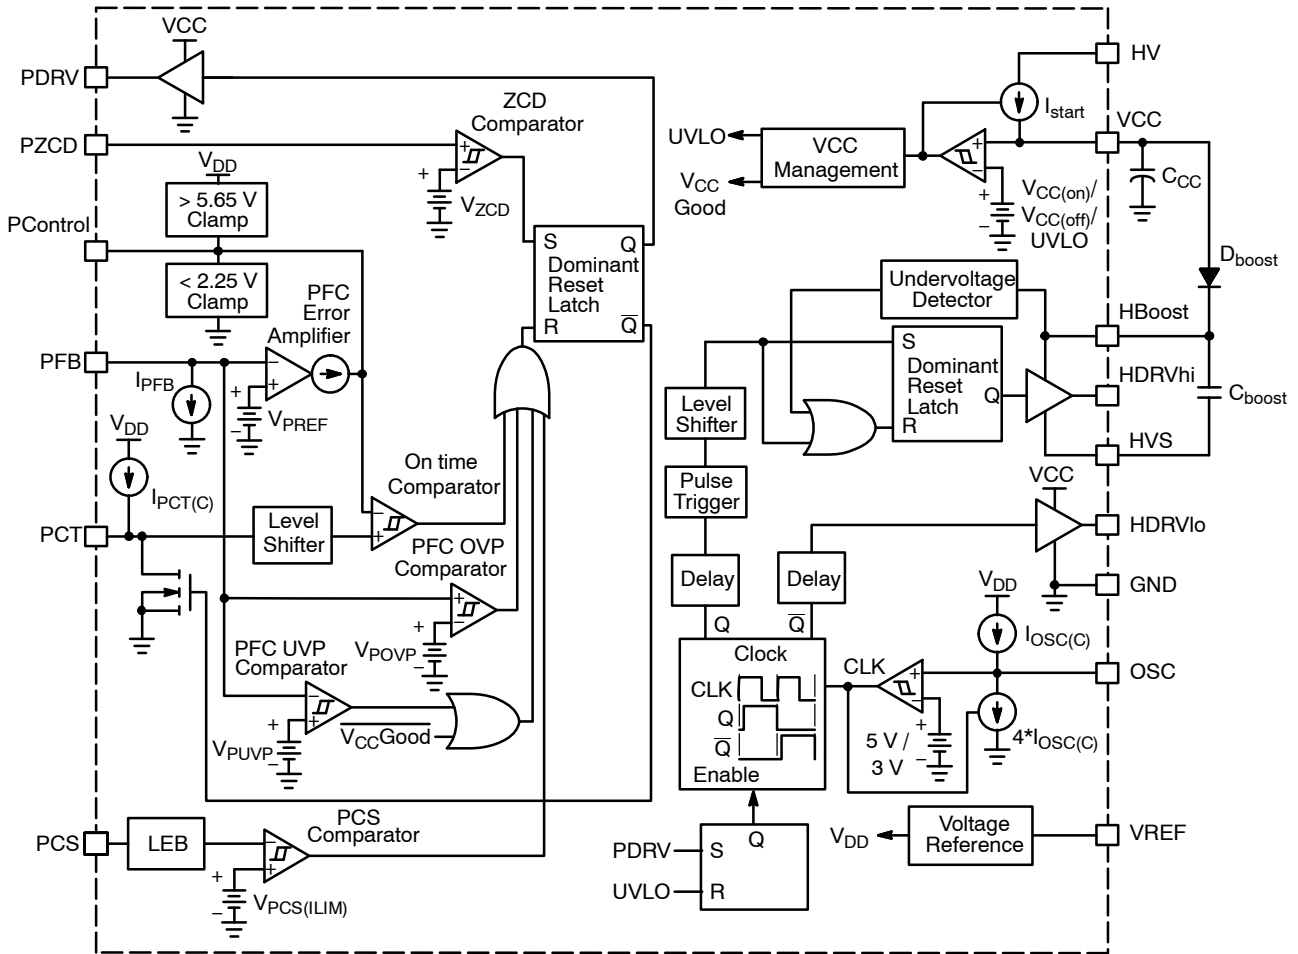 VCC
PDRV
ZCD
Comparator
PZCD
+
−
+
−
VZCD
VDD
> 5.65 V
Clamp
PControl
< 2.25 V
Clamp
PFC
Error
Amplifier
S
Q
Dominant
Reset
Latch
R
Q
PFB
−
+
IPFB
+
−
VPREF
VDD
IPCT(C)
On time
Comparator
PCT
Level
Shifter
−
+
PFC OVP
Comparator
+
−
+
−
VPOVP
PFC UVP
Comparator
−
+
+
−
VPUVP
VCCGood
PCS
Comparator
PCS
LEB
−
+
+
−
VPCS(ILIM)
HV
Istart
VCC
UVLO
VCC
Management
VCC
Good
+
−
+
−
VCC(on)/
VCC(off)/
UVLO
CCC
Dboost
Undervoltage
Detector
HBoost
S
Dominant
Reset
Latch
Q
R
HDRVhi
Cboost
HVS
Level
Shifter
Pulse
Trigger
VCC
HDRVlo
Delay
Delay
GND
VDD
Q
Q
IOSC(C)
Clock
CLK
OSC
CLK
Q
Q
Enable
+
−
+
−
5 V /
3 V
4*IOSC(C)
PDRV
S
Q
UVLO
R
VDD
Voltage
Reference
VREF